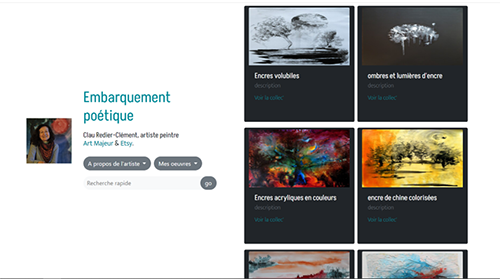 Embarquement
poétique
Clau Redier-Clément, artiste peintre
Art Majeur & Etsy.
A propos de l'artiste
Mes oeuvres
Recherche rapide
go
Encres volubiles
description
Voir la collec.
ombres et lumières d'encre
description
Voir la collec.
Encres acryliques en couleurs
description
Voir la collec.
encre de chine colorisées
description
Voir la collec.